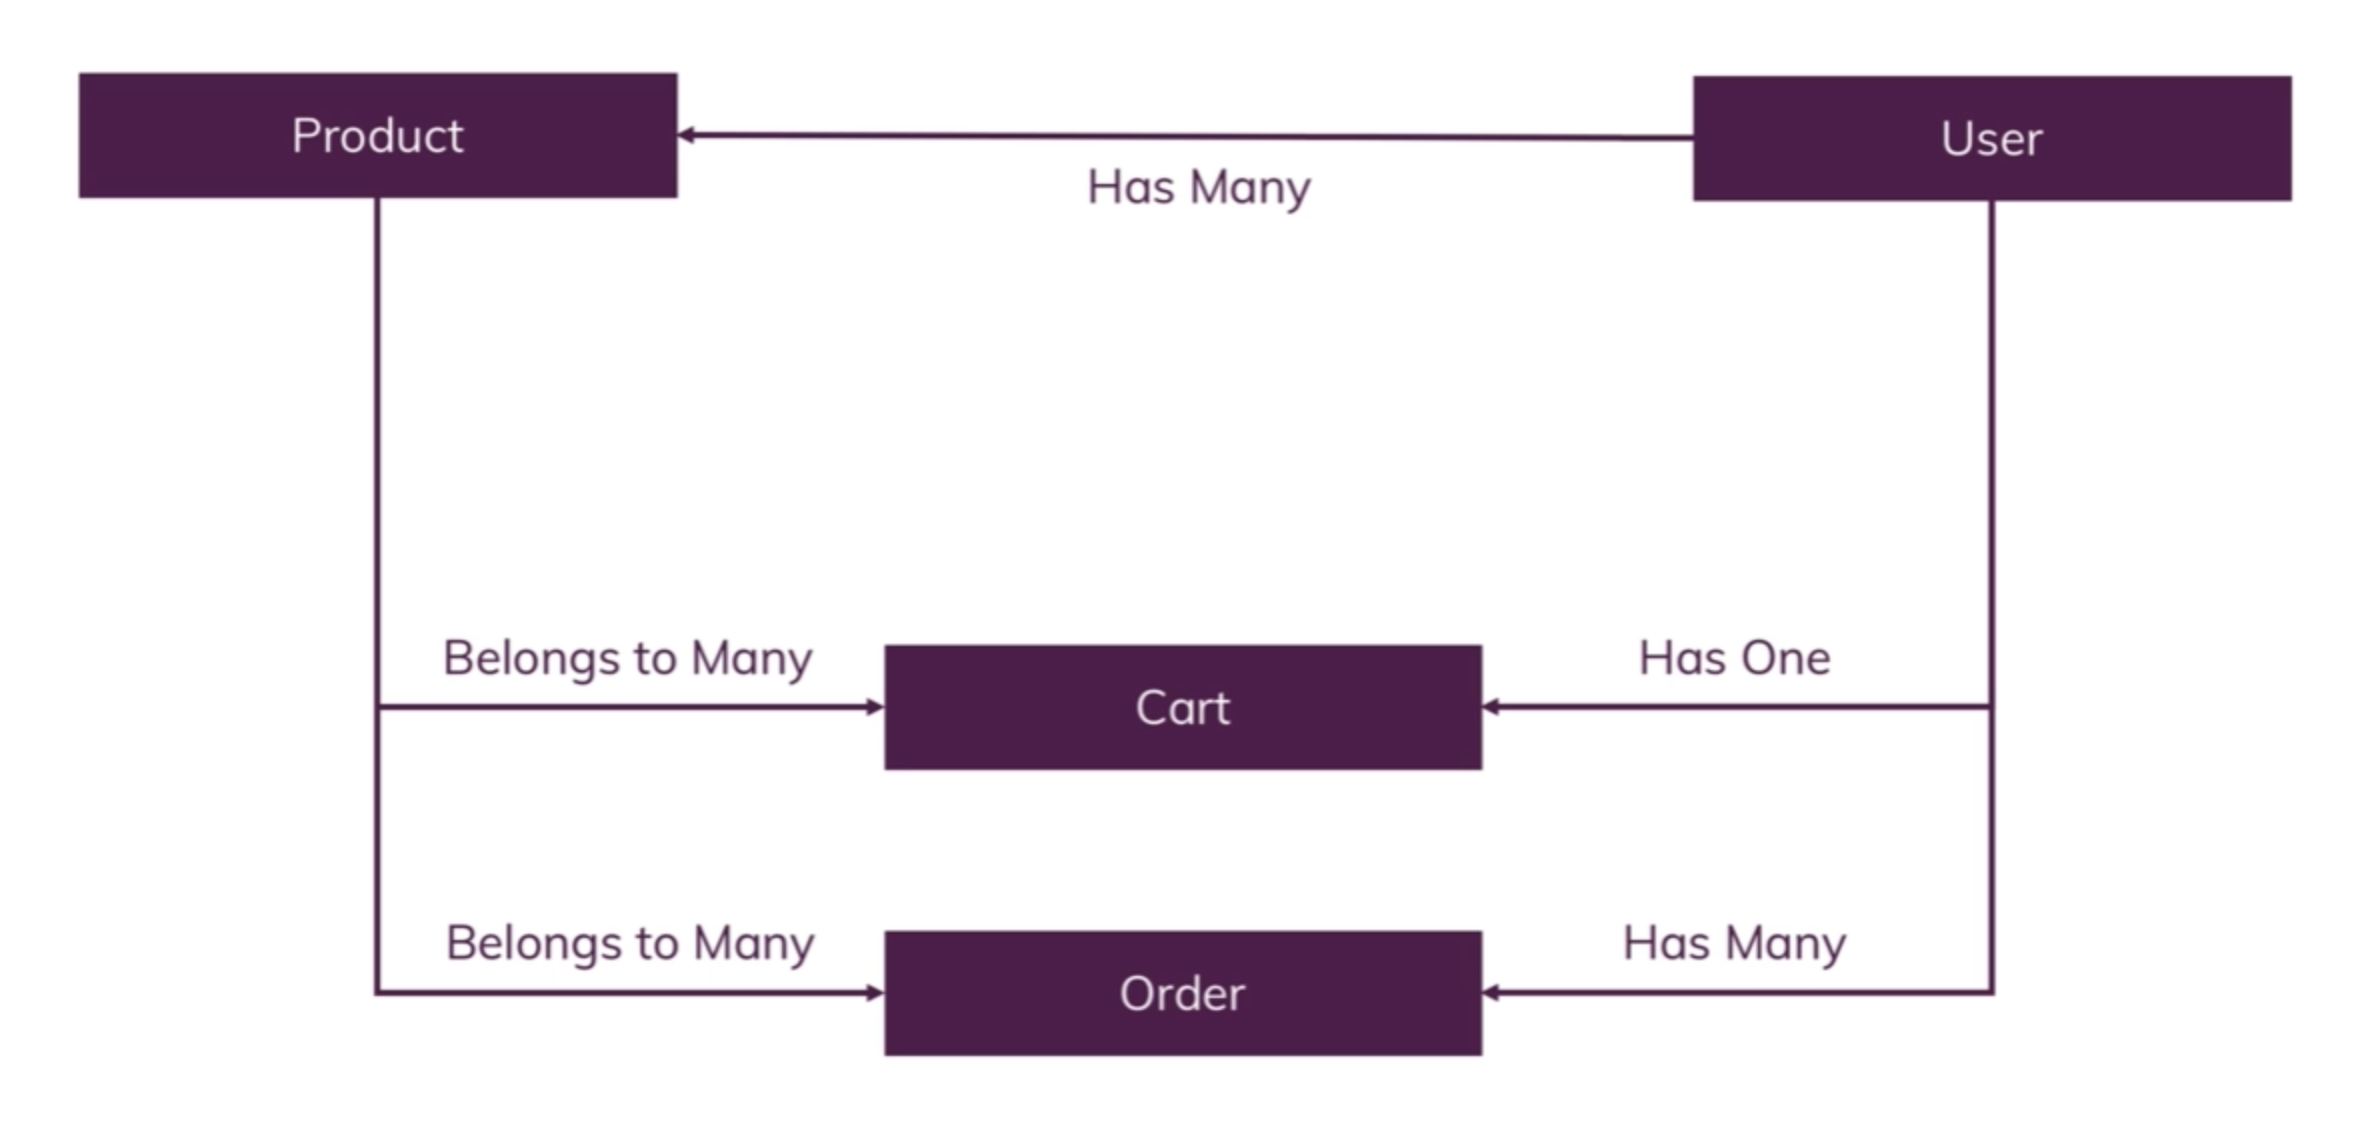 Product
User
Has Many
Belongs to Many
Has One
Cart
Belongs to Many
Has Many
Order